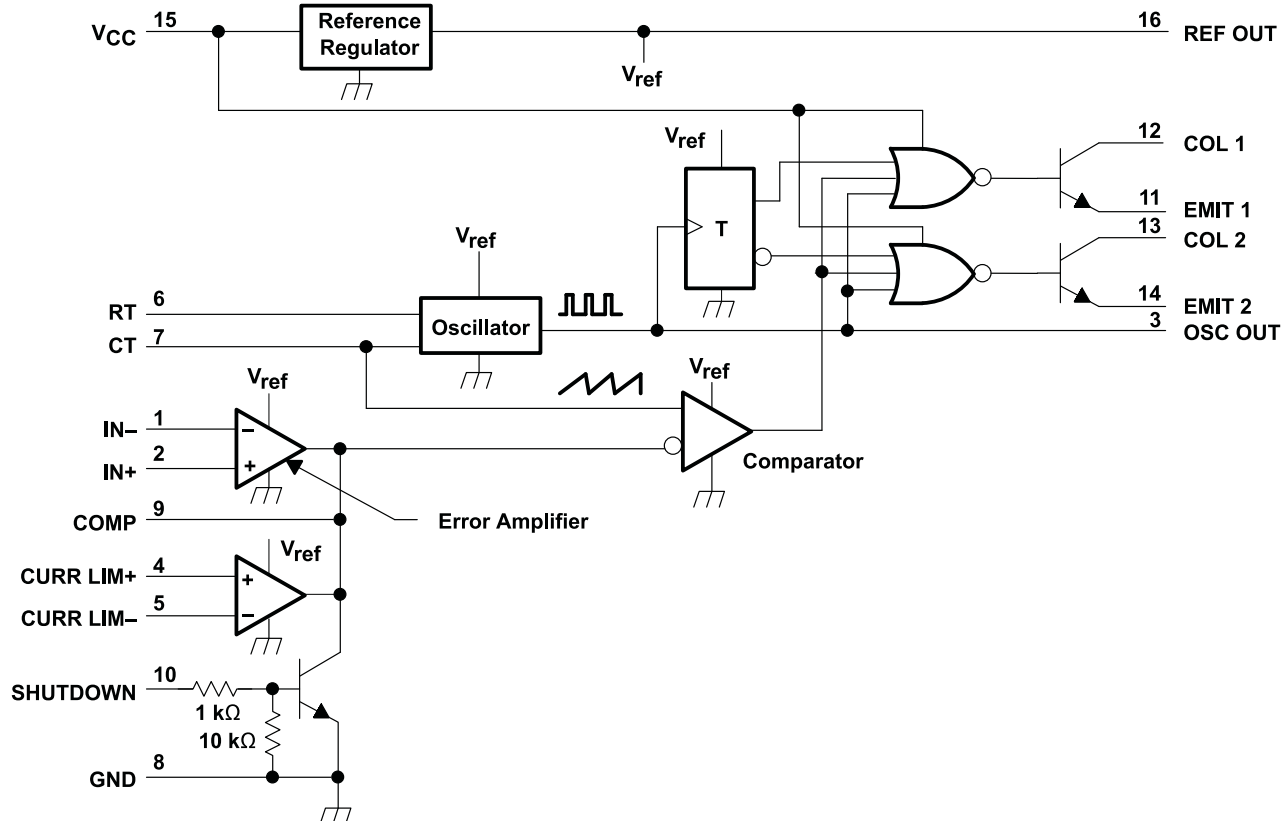 VCC 15
Reference
Regulator
16 REF OUT
Vref
Vref
12 COL 1
11 EMIT 1
T
13 COL 2
14 EMIT 2
3 OSC OUT
Vref
RT 6
CT 7
Oscillator
Vref
Vref
IN– 1
IN+ 2
–
+
Comparator
COMP 9
Error Amplifier
Vref
CURR LIM+ 4
CURR LIM– 5
+
–
SHUTDOWN 10
1 kΩ
10 kΩ
GND 8